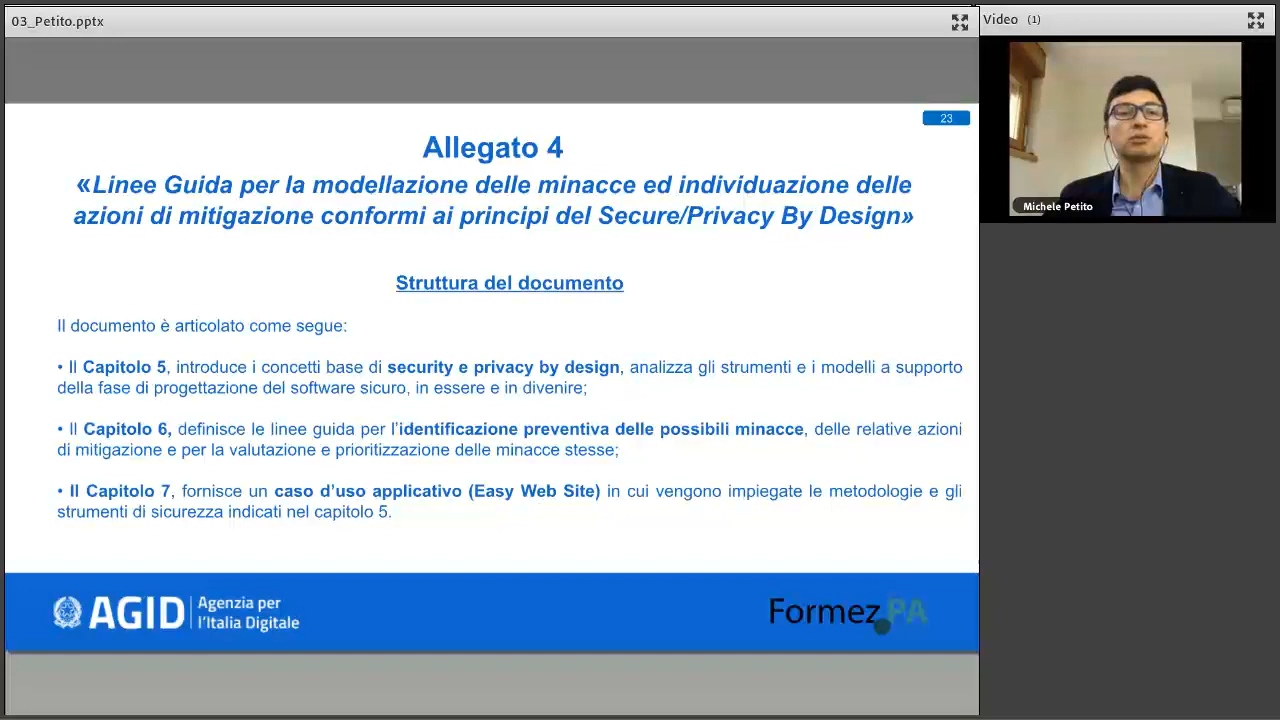 03_Petito.pptx
Video (1)
Michele Petito
23
Allegato 4
«Linee Guida per la modellazione delle minacce ed individuazione delle
azioni di mitigazione conformi ai principi del Secure/Privacy By Design»
Struttura del documento
Il documento è articolato come segue:
• Il Capitolo 5, introduce i concetti base di security e privacy by design, analizza gli strumenti e i modelli a supporto
della fase di progettazione del software sicuro, in essere e in divenire;
• Il Capitolo 6, definisce le linee guida per l'identificazione preventiva delle possibili minacce, delle relative azioni
di mitigazione e per la valutazione e prioritizzazione delle minacce stesse;
• Il Capitolo 7, fornisce un caso d'uso applicativo (Easy Web Site) in cui vengono impiegate le metodologie e gli
strumenti di sicurezza indicati nel capitolo 5.
AGID Agenzia per
l'Italia Digitale
Formez PA